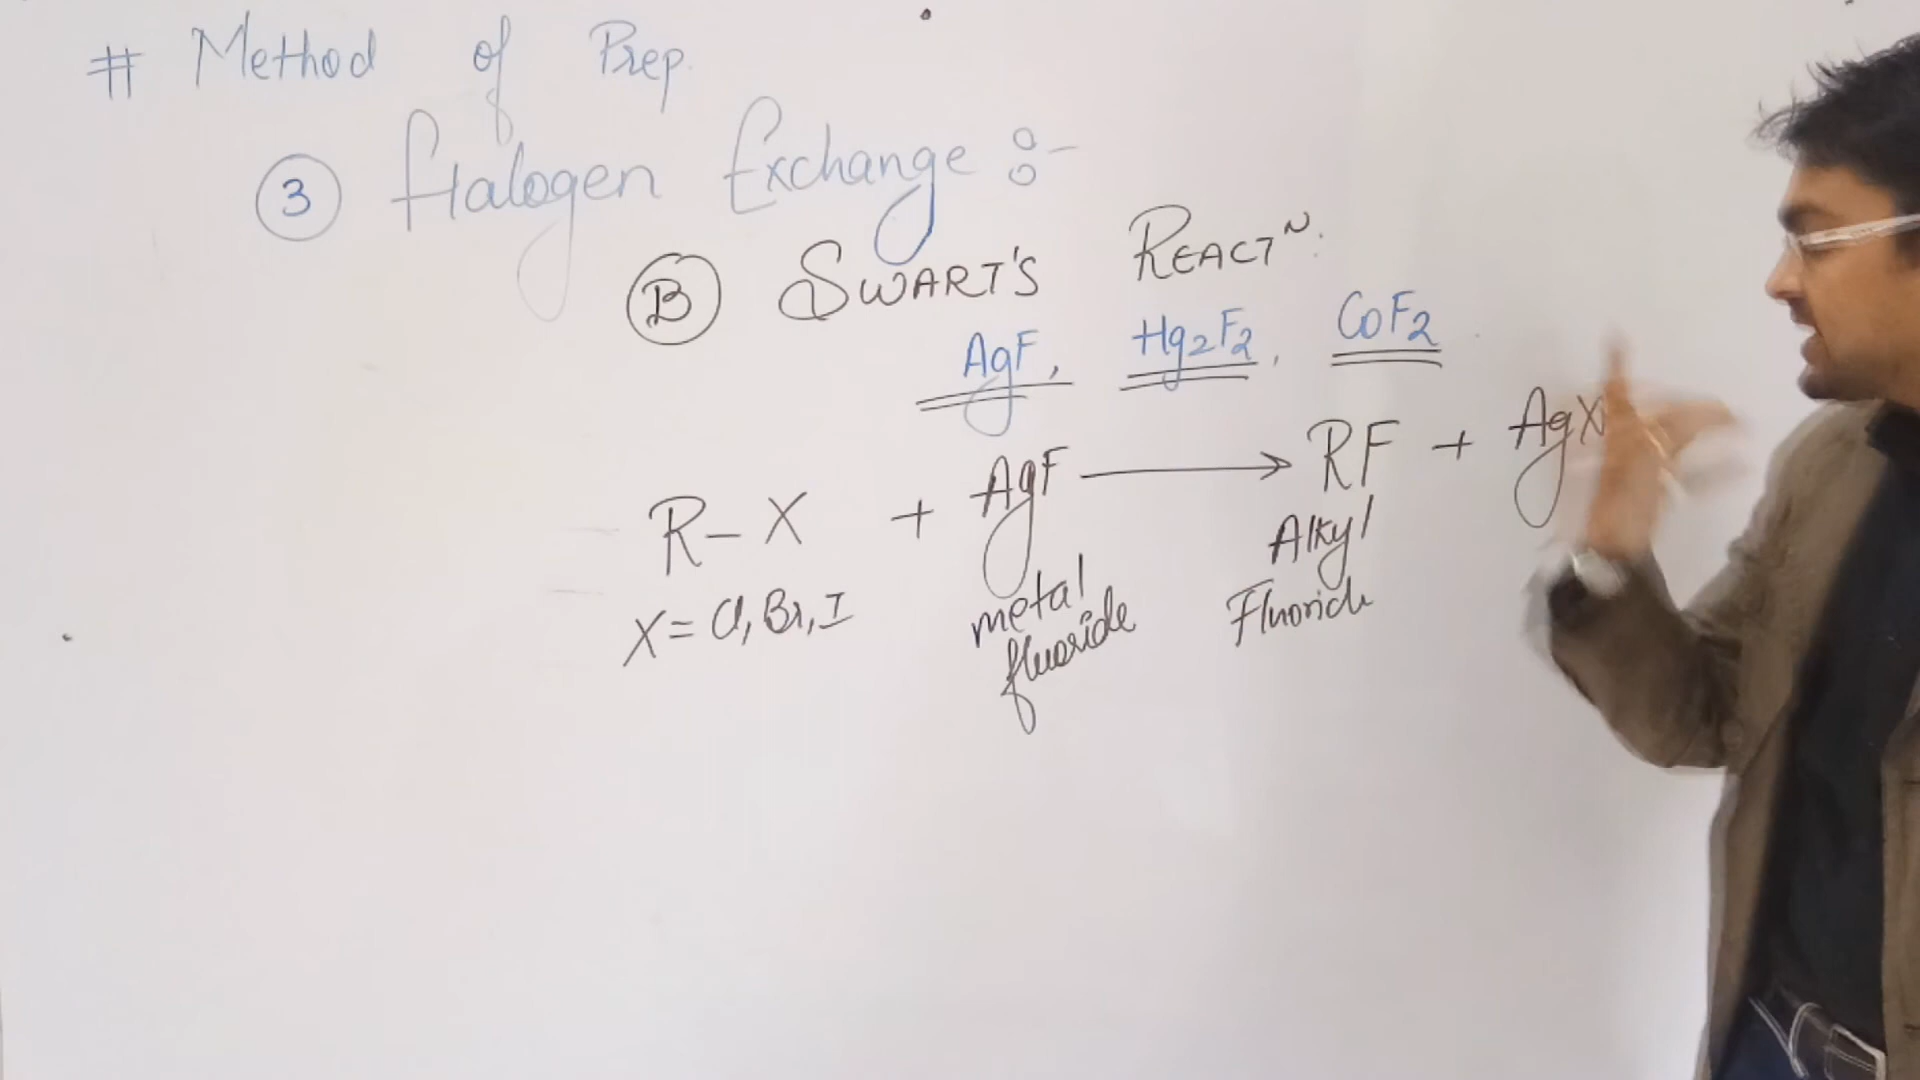 # Method of Prep.
3 Halogen Exchange :-
B SWART'S REACT^N.
AgF, Hg2F2, CoF2
R-X + AgF → RF + AgX
X = Cl, Br, I metal fluoride Alkyl Fluoride